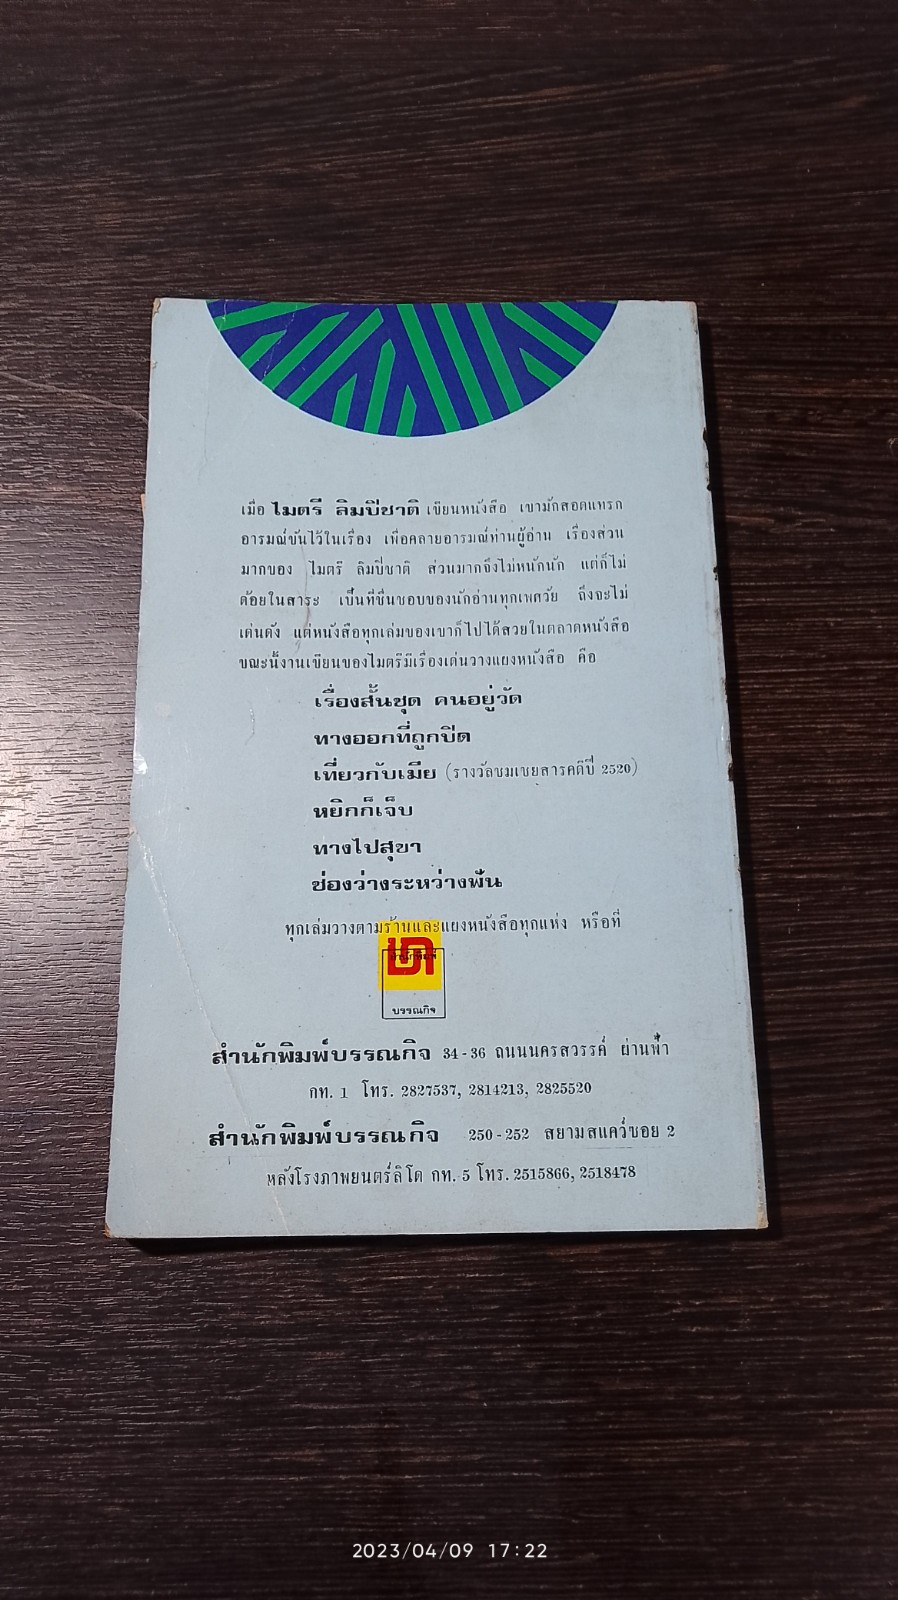 เมื่อ ไมตรี ลิมปิชาติ เขียนหนังสือ เขามักสอดแทรก
อารมณ์ขันไว้ในเรื่อง เพื่อคลายอารมณ์ท่านผู้อ่าน เรื่องส่วน
มากของ ไมตรี ลิมปิชาติ ส่วนมากจึงไม่หนักนัก แต่ก็ไม่
ด้อยในสาระ เป็นที่ชื่นชอบของนักอ่านทุกเพศวัย ถึงจะไม่
เด่นดัง แต่หนังสือทุกเล่มของเขาก็ไปได้สวยในตลาดหนังสือ
ขณะนี้งานเขียนของไมตรีมีเรื่องเด่นวางแผงหนังสือ คือ
เรื่องสั้นชุด คนอยู่วัด
ทางออกที่ถูกปิด
เที่ยวกับเมีย (รางวัลชมเชยสารคดีปี 2520)
หยิกก็เจ็บ
ทางไปสุขา
ช่องว่างระหว่างฟัน
ทุกเล่มวางตามร้านและแผงหนังสือทุกแห่ง หรือที่
สำนักพิมพ์
บรรณกิจ
สำนักพิมพ์บรรณกิจ 34-36 ถนนนครสวรรค์ ผ่านฟ้า
กท. 1 โทร. 2827537, 2814213, 2825520
สำนักพิมพ์บรรณกิจ 250-252 สยามสแควร์ซอย 2
หลังโรงภาพยนตร์ลิโด กท. 5 โทร. 2515866, 2518478
2023/04/09 17:22